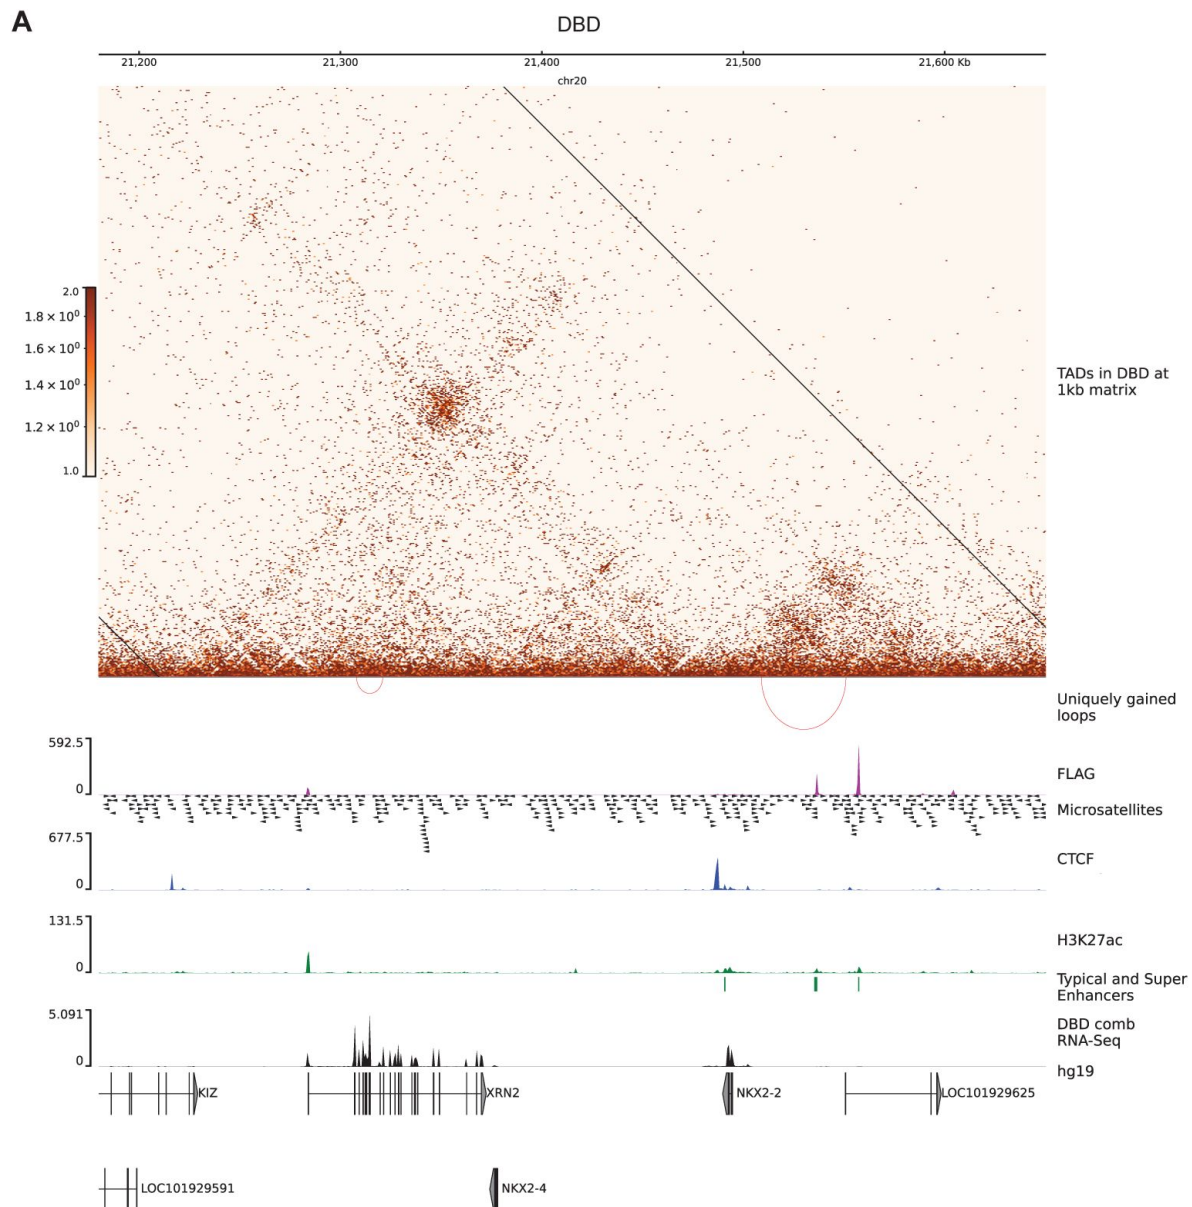 A
DBD
21,200 21,300 21,400 21,500 21,600 Kb
chr20
2.0
1.8 × 10⁰
1.6 × 10⁰
1.4 × 10⁰
1.2 × 10⁰
1.0
TADs in DBD at
1kb matrix
Uniquely gained
loops
592.5
0
FLAG
Microsatellites
677.5
0
CTCF
131.5
0
H3K27ac
Typical and Super
Enhancers
5.091
0
DBD comb
RNA-Seq
hg19
KIZ XRN2 NKX2-2 LOC101929625
LOC101929591 NKX2-4